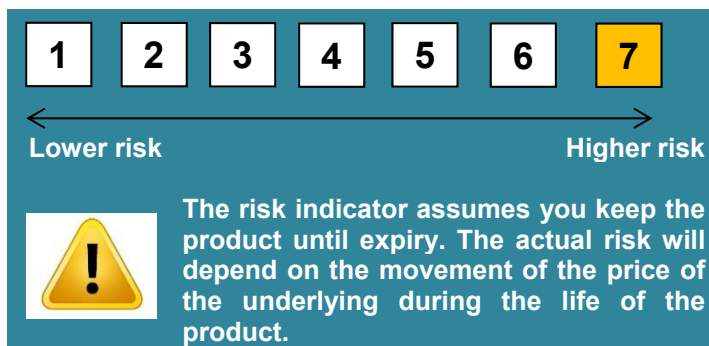 1 2 3 4 5 6 7
Lower risk Higher risk
The risk indicator assumes you keep the
product until expiry. The actual risk will
depend on the movement of the price of
the underlying during the life of the
product.